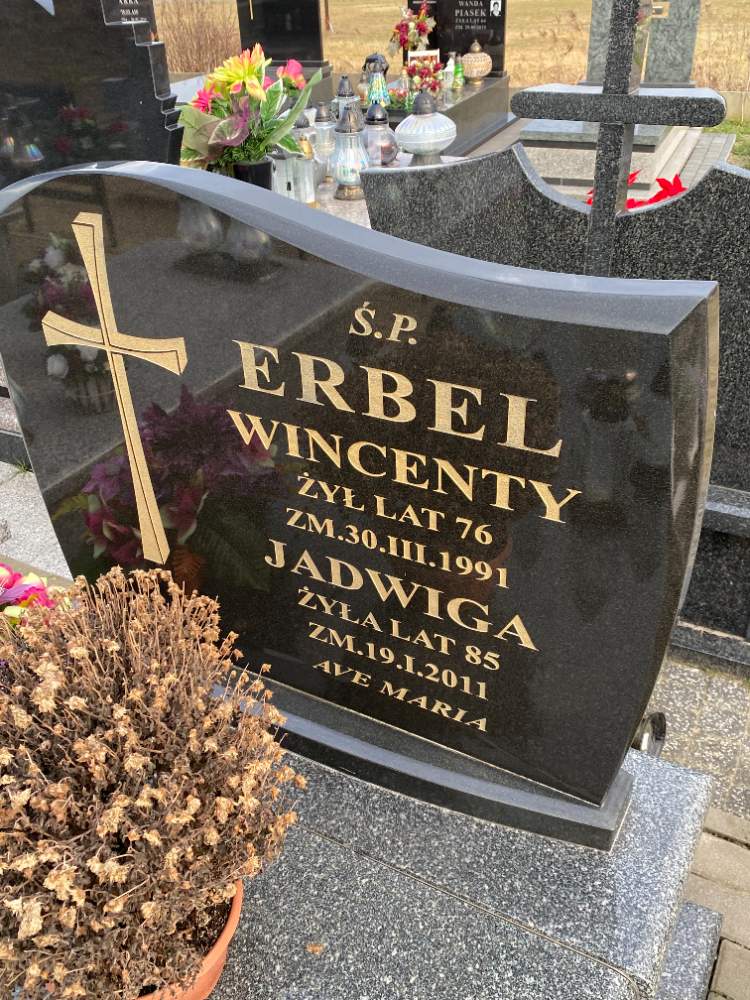 WANDA
PIASEK
Ś.P.
ERBEL
WINCENTY
ŻYŁ LAT 76
ZM.30.III.1991
JADWIGA
ŻYŁA LAT 85
ZM.19.I.2011
AVE MARIA